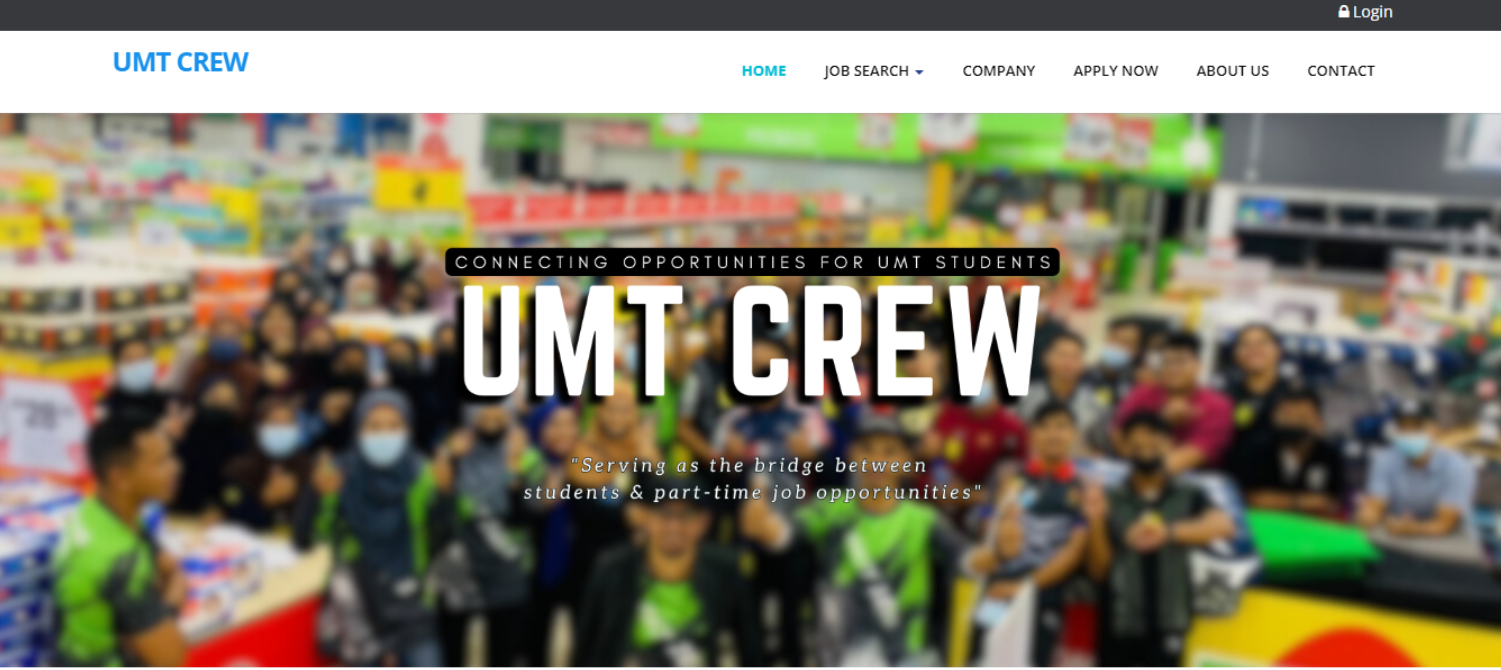 Login
UMT CREW
HOME JOB SEARCH COMPANY APPLY NOW ABOUT US CONTACT
CONNECTING OPPORTUNITIES FOR UMT STUDENTS
UMT CREW
"Serving as the bridge between
students & part-time job opportunities"